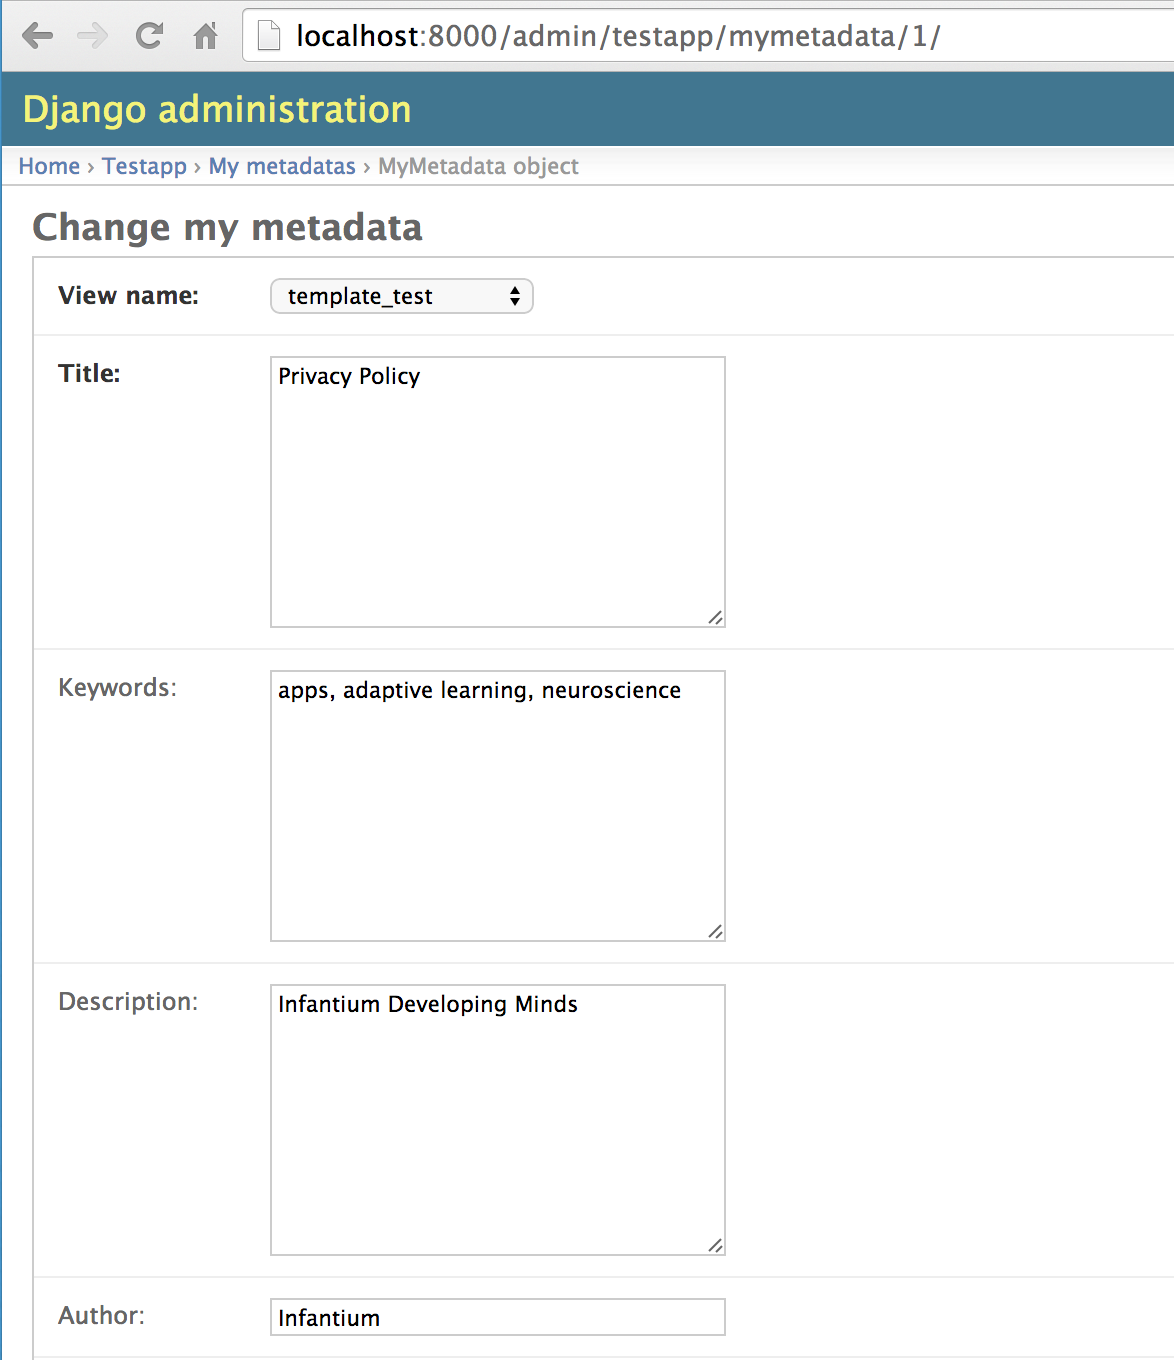 localhost:8000/admin/testapp/mymetadata/1/
Django administration
Home › Testapp › My metadatas › MyMetadata object
Change my metadata
View name: template_test
Title: Privacy Policy
Keywords: apps, adaptive learning, neuroscience
Description: Infantium Developing Minds
Author: Infantium